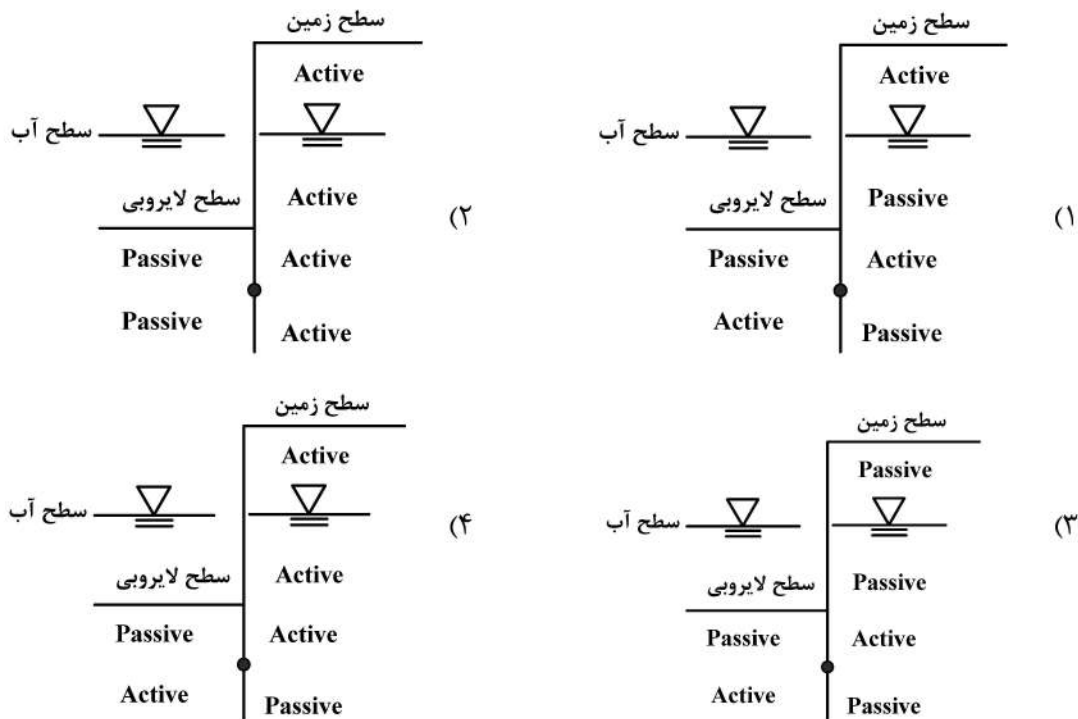 سطح زمین
Active
سطح آب
Passive
سطح لایروبی
Passive Active
Active Passive
(۱
سطح زمین
Active
سطح آب
Active
سطح لایروبی
Passive Active
Passive Active
(۲
سطح زمین
Passive
سطح آب
Passive
سطح لایروبی
Passive Active
Active Passive
(۳
سطح زمین
Active
سطح آب
Active
سطح لایروبی
Passive Active
Active Passive
(۴